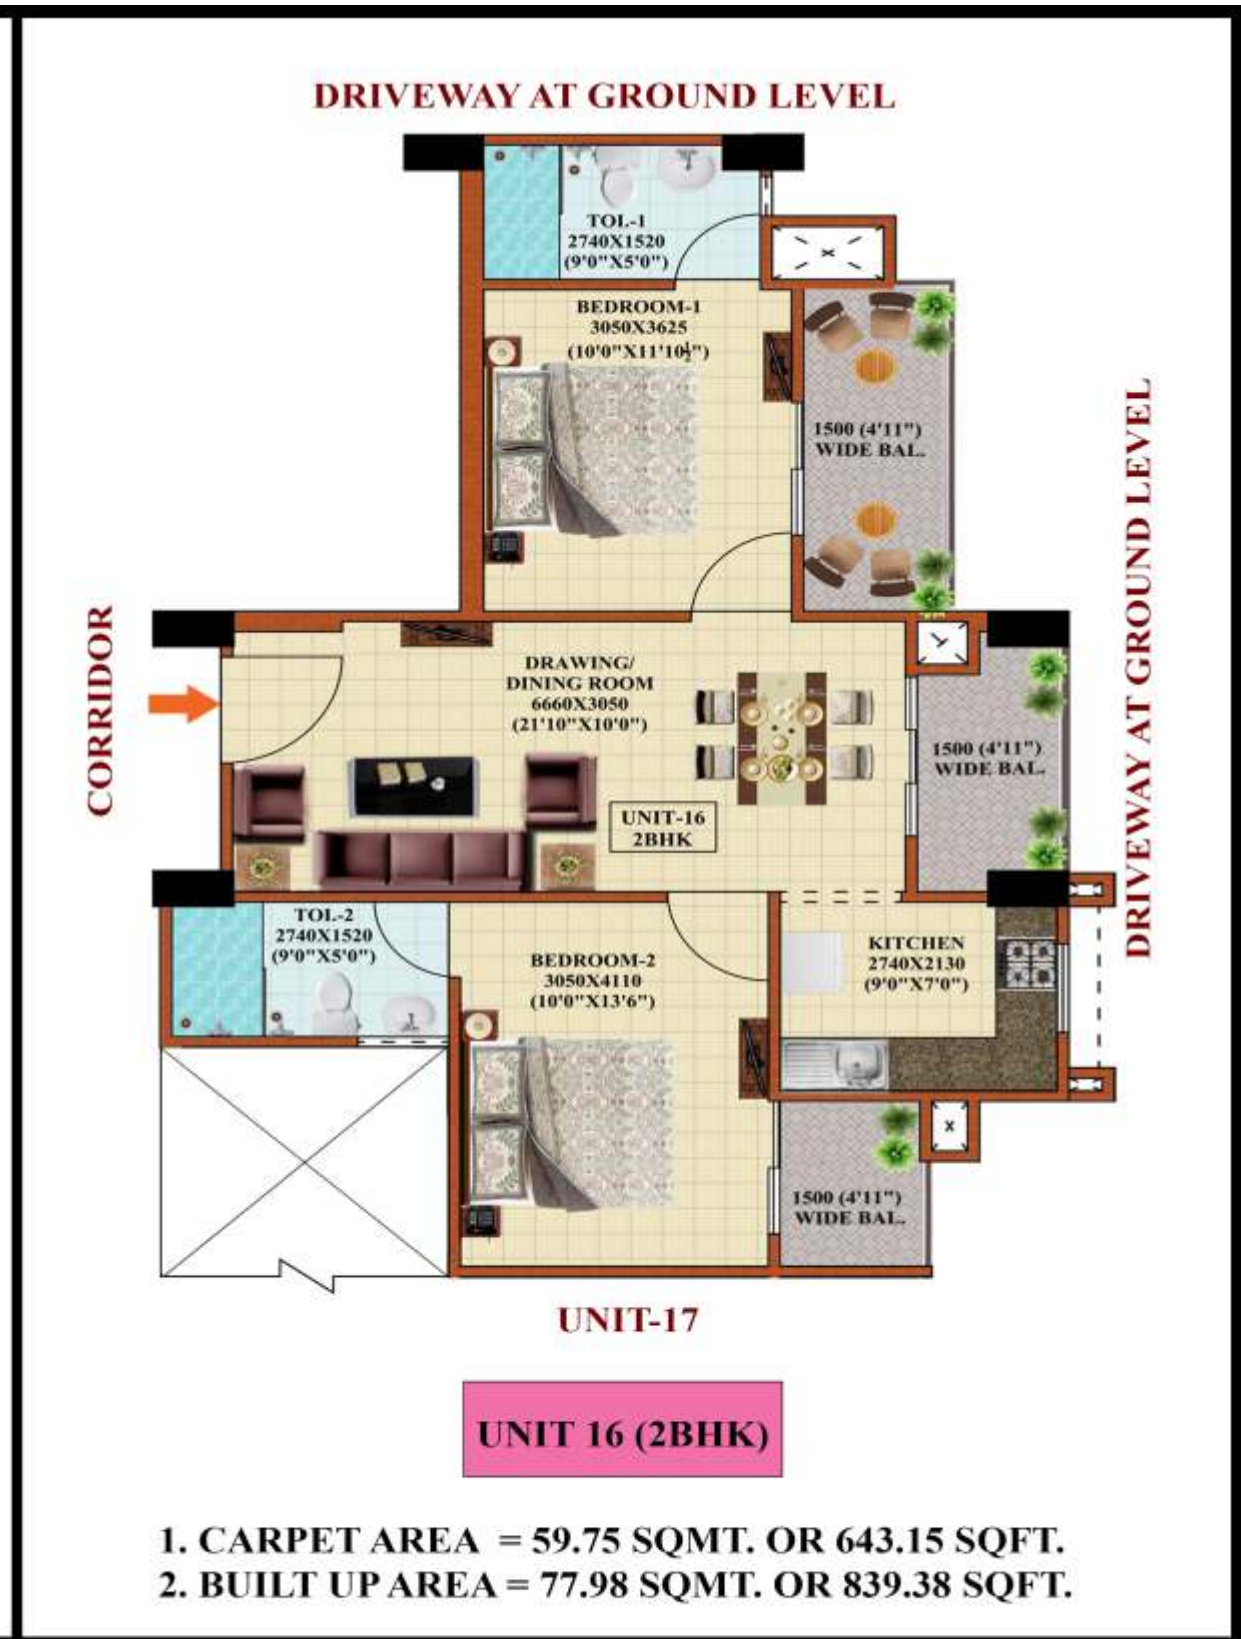 DRIVEWAY AT GROUND LEVEL
TOL-1
2740X1520
(9'0"X5'0")
BEDROOM-1
3050X3625
(10'0"X11'10½")
1500 (4'11")
WIDE BAL.
DRIVEWAY AT GROUND LEVEL
CORRIDOR
DRAWING/
DINING ROOM
6660X3050
(21'10"X10'0")
1500 (4'11")
WIDE BAL.
UNIT-16
2BHK
TOL-2
2740X1520
(9'0"X5'0")
BEDROOM-2
3050X4110
(10'0"X13'6")
KITCHEN
2740X2130
(9'0"X7'0")
1500 (4'11")
WIDE BAL.
UNIT-17
UNIT 16 (2BHK)
1. CARPET AREA = 59.75 SQMT. OR 643.15 SQFT.
2. BUILT UP AREA = 77.98 SQMT. OR 839.38 SQFT.